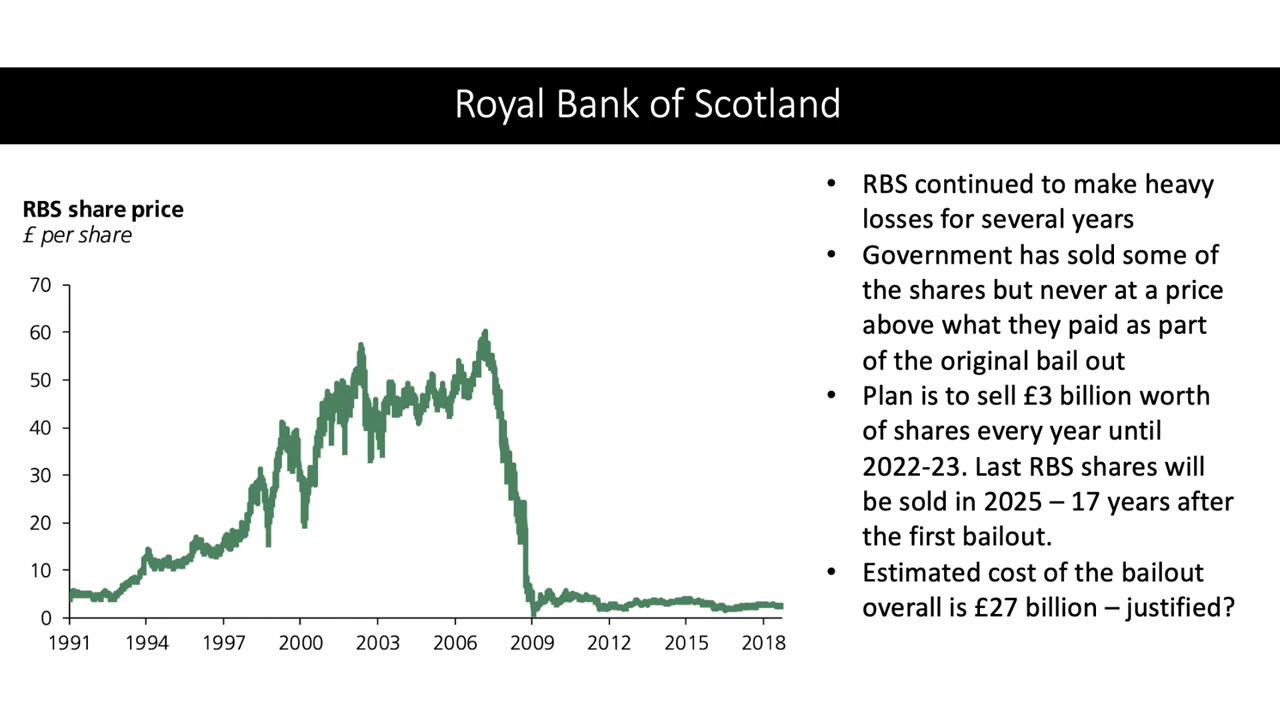 Royal Bank of Scotland
RBS share price
£ per share
70
60
50
40
30
20
10
0
1991 1994 1997 2000 2003 2006 2009 2012 2015 2018
• RBS continued to make heavy
losses for several years
• Government has sold some of
the shares but never at a price
above what they paid as part
of the original bail out
• Plan is to sell £3 billion worth
of shares every year until
2022-23. Last RBS shares will
be sold in 2025 – 17 years after
the first bailout.
• Estimated cost of the bailout
overall is £27 billion – justified?